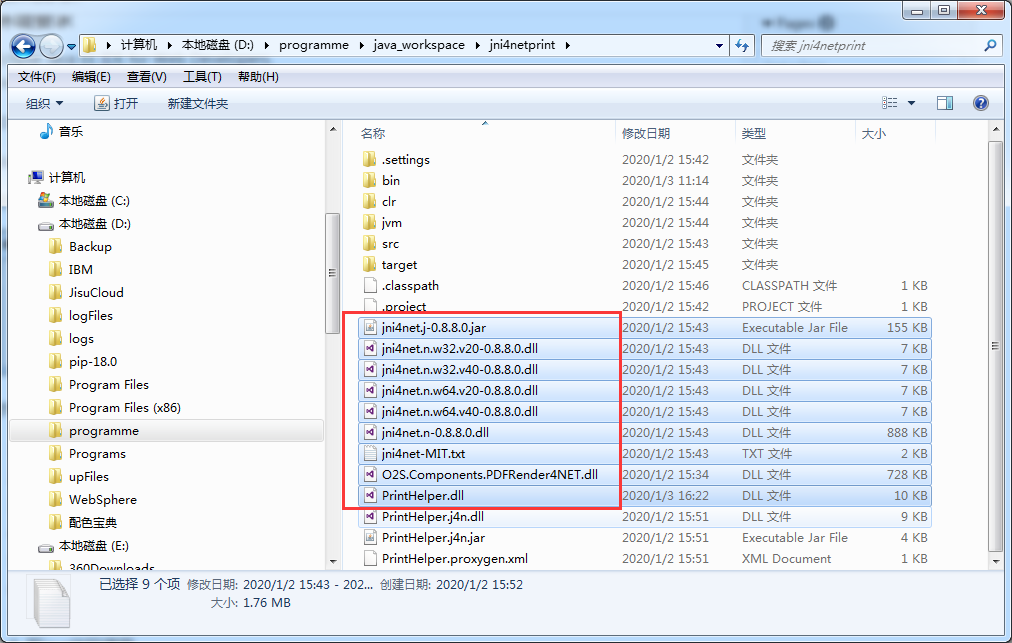 计算机 本地磁盘 (D:) programme java_workspace jni4netprint 搜索 jni4netprint
文件(F) 编辑(E) 查看(V) 工具(T) 帮助(H)
组织 打开 新建文件夹
音乐
计算机
本地磁盘 (C:)
本地磁盘 (D:)
Backup
IBM
JisuCloud
logFiles
logs
pip-18.0
Program Files
Program Files (x86)
programme
Programs
upFiles
WebSphere
配色宝典
本地磁盘 (E:)
360Downloads
名称 修改日期 类型 大小
.settings 2020/1/2 15:42 文件夹
bin 2020/1/3 11:14 文件夹
clr 2020/1/2 15:44 文件夹
jvm 2020/1/2 15:44 文件夹
src 2020/1/2 15:43 文件夹
target 2020/1/2 15:45 文件夹
.classpath 2020/1/2 15:46 CLASSPATH 文件 1 KB
.project 2020/1/2 15:42 PROJECT 文件 1 KB
jni4net.j-0.8.8.0.jar 2020/1/2 15:43 Executable Jar File 155 KB
jni4net.n.w32.v20-0.8.8.0.dll 2020/1/2 15:43 DLL 文件 7 KB
jni4net.n.w32.v40-0.8.8.0.dll 2020/1/2 15:43 DLL 文件 7 KB
jni4net.n.w64.v20-0.8.8.0.dll 2020/1/2 15:43 DLL 文件 7 KB
jni4net.n.w64.v40-0.8.8.0.dll 2020/1/2 15:43 DLL 文件 7 KB
jni4net.n-0.8.8.0.dll 2020/1/2 15:43 DLL 文件 888 KB
jni4net-MIT.txt 2020/1/2 15:43 TXT 文件 2 KB
O2S.Components.PDFRender4NET.dll 2020/1/2 15:34 DLL 文件 728 KB
PrintHelper.dll 2020/1/3 16:22 DLL 文件 10 KB
PrintHelper.j4n.dll 2020/1/2 15:51 DLL 文件 9 KB
PrintHelper.j4n.jar 2020/1/2 15:51 Executable Jar File 4 KB
PrintHelper.proxygen.xml 2020/1/2 15:51 XML Document 1 KB
已选择 9 个项 修改日期: 2020/1/2 15:43 - 202... 创建日期: 2020/1/2 15:52
大小: 1.76 MB